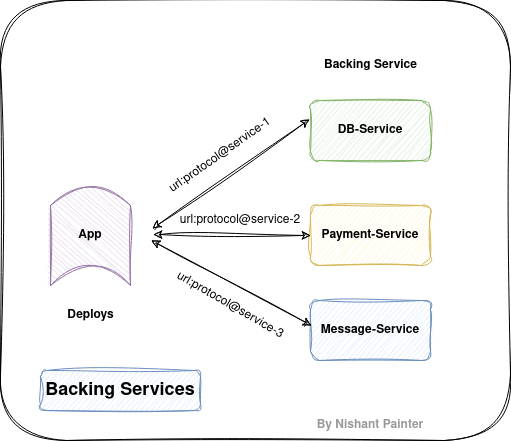 Backing Service
DB-Service
url:protocol@service-1
url:protocol@service-2
App
Payment-Service
url:protocol@service-3
Message-Service
Deploys
Backing Services
By Nishant Painter